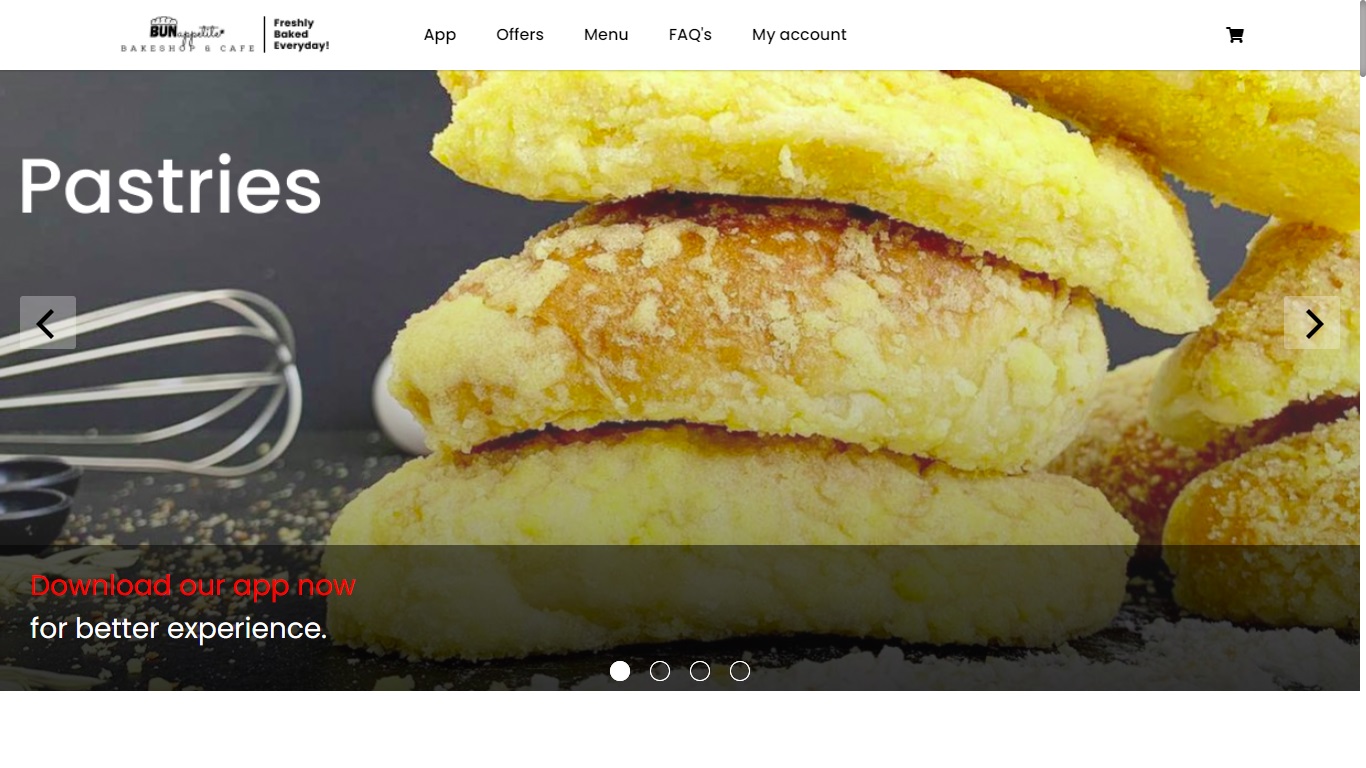 BUNappetite
BAKESHOP & CAFE
Freshly
Baked
Everyday!
App
Offers
Menu
FAQ's
My account
Pastries
Download our app now
for better experience.